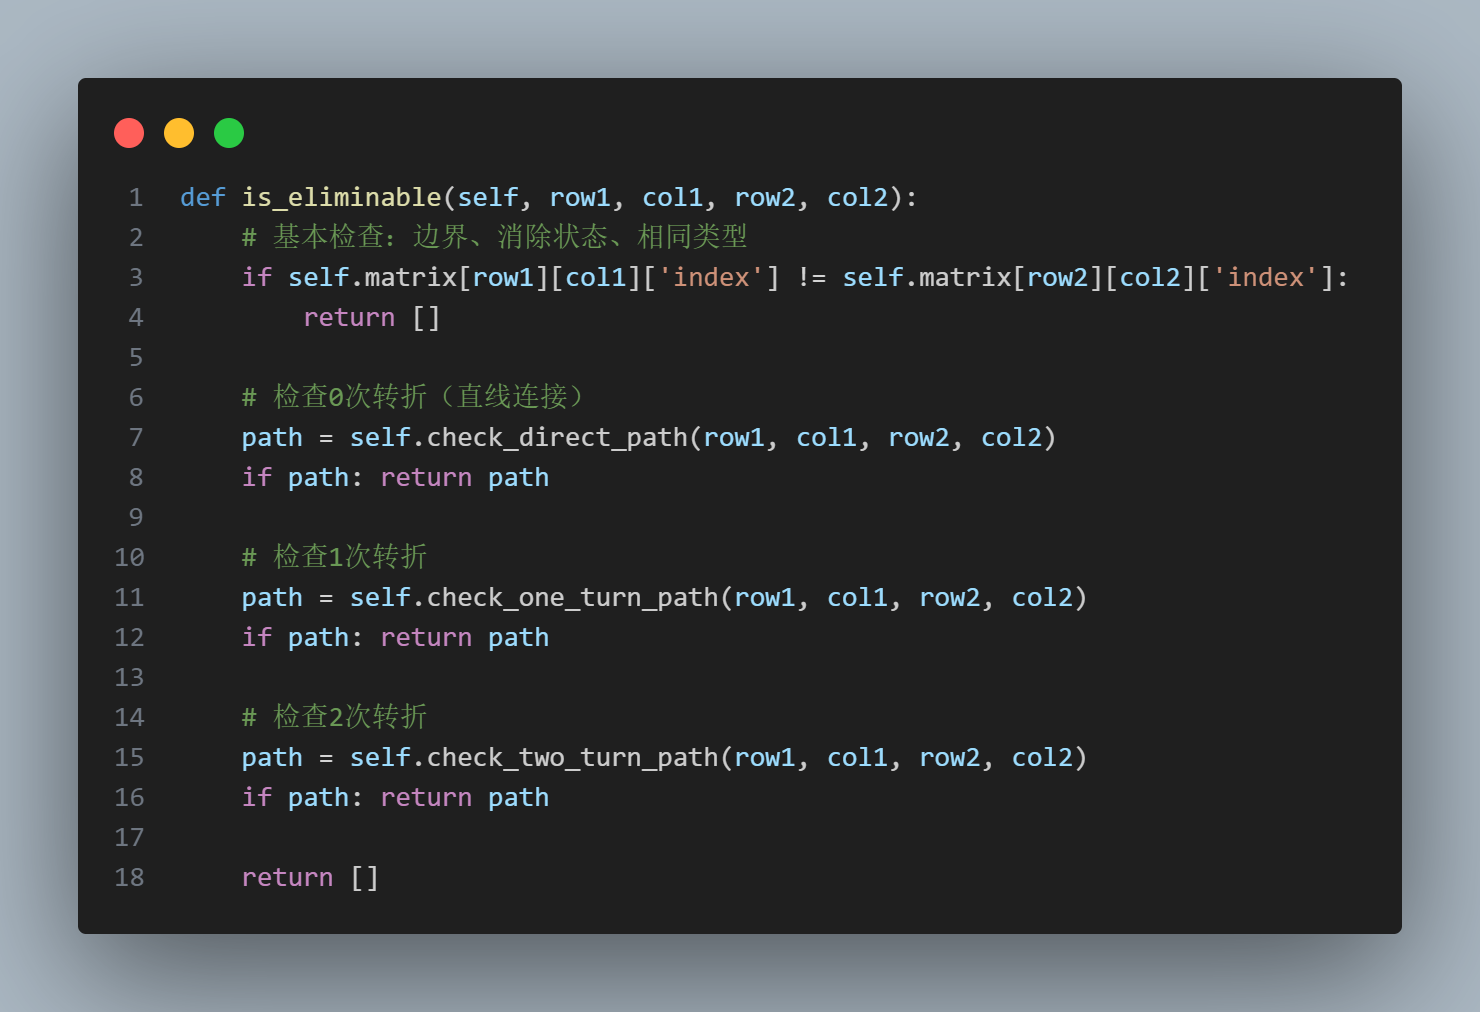 1 def is_eliminable(self, row1, col1, row2, col2):
2     # 基本检查：边界、消除状态、相同类型
3     if self.matrix[row1][col1]['index'] != self.matrix[row2][col2]['index']:
4         return []
5
6     # 检查0次转折（直线连接）
7     path = self.check_direct_path(row1, col1, row2, col2)
8     if path: return path
9
10     # 检查1次转折
11     path = self.check_one_turn_path(row1, col1, row2, col2)
12     if path: return path
13
14     # 检查2次转折
15     path = self.check_two_turn_path(row1, col1, row2, col2)
16     if path: return path
17
18     return []